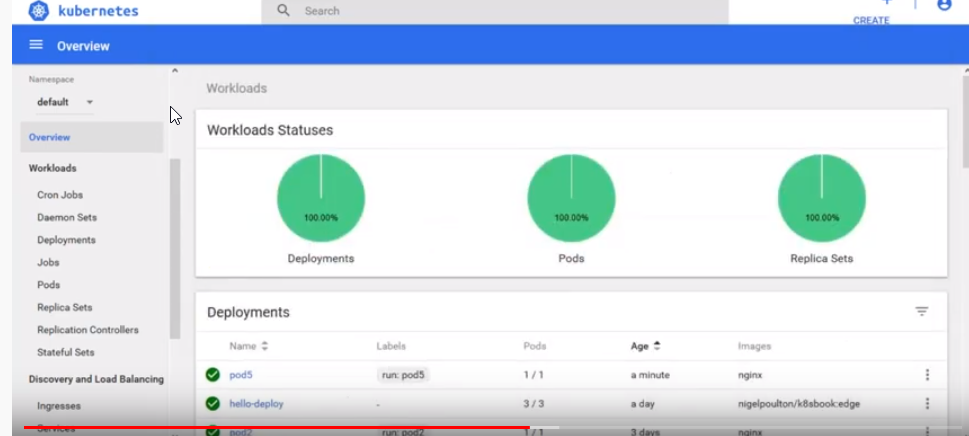 kubernetes
Search
CREATE
Overview
Namespace
default
Overview
Workloads
Cron Jobs
Daemon Sets
Deployments
Jobs
Pods
Replica Sets
Replication Controllers
Stateful Sets
Discovery and Load Balancing
Ingresses
Services
Workloads
Workloads Statuses
100.00% 100.00% 100.00%
Deployments Pods Replica Sets
Deployments
Name Labels Pods Age Images
pod5 run: pod5 1 / 1 a minute nginx
hello-deploy - 3 / 3 a day nigelpoulton/k8sbook:edge
pod2 run: pod2 1 / 1 3 days nginx